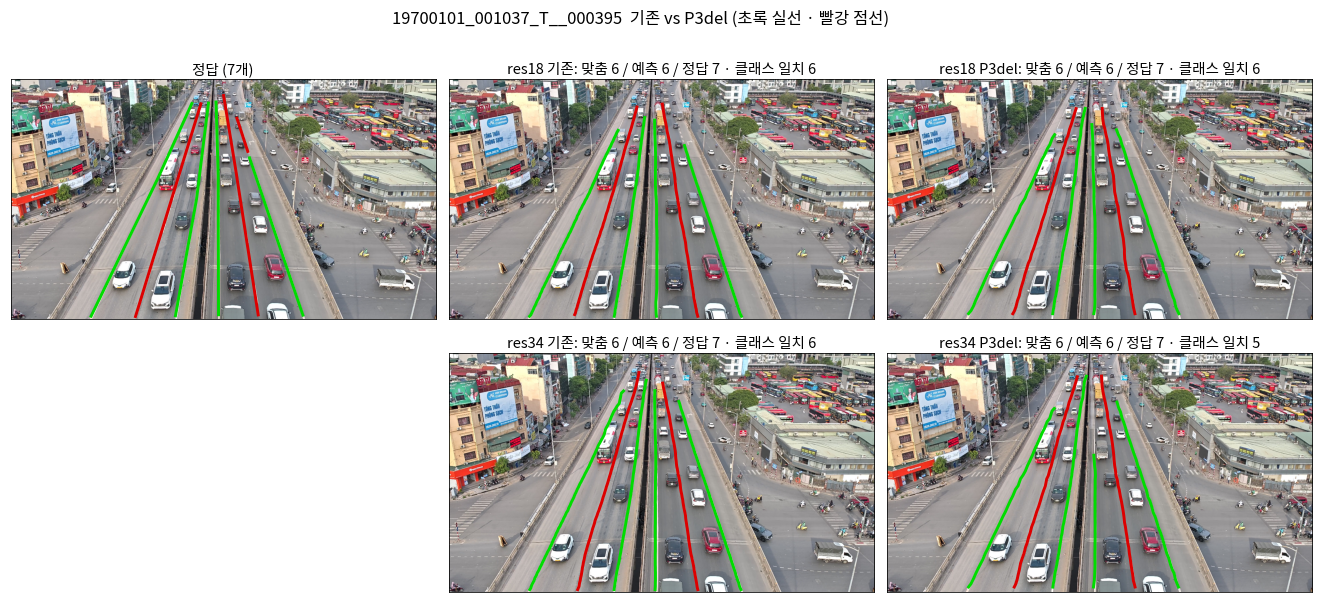 19700101_001037_T__000395 기존 vs P3del (초록 실선 · 빨강 점선)
정답 (7개)
res18 기존: 맞춤 6 / 예측 6 / 정답 7 · 클래스 일치 6
res18 P3del: 맞춤 6 / 예측 6 / 정답 7 · 클래스 일치 6
res34 기존: 맞춤 6 / 예측 6 / 정답 7 · 클래스 일치 6
res34 P3del: 맞춤 6 / 예측 6 / 정답 7 · 클래스 일치 5